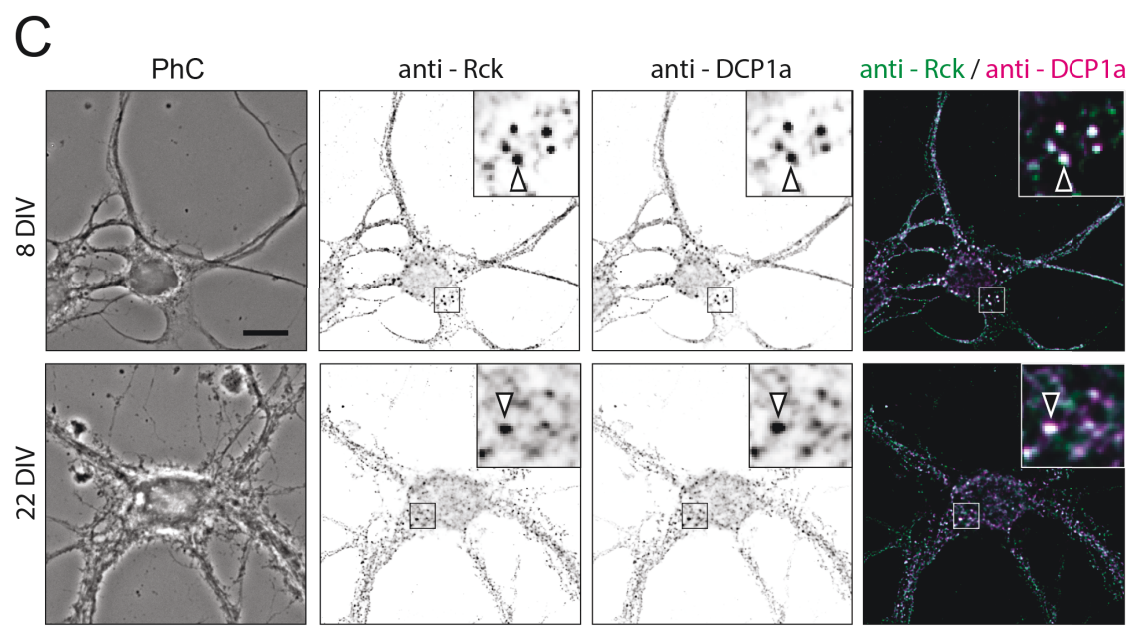 C
PhC
anti - Rck
anti - DCP1a
anti - Rck / anti - DCP1a
8 DIV
22 DIV